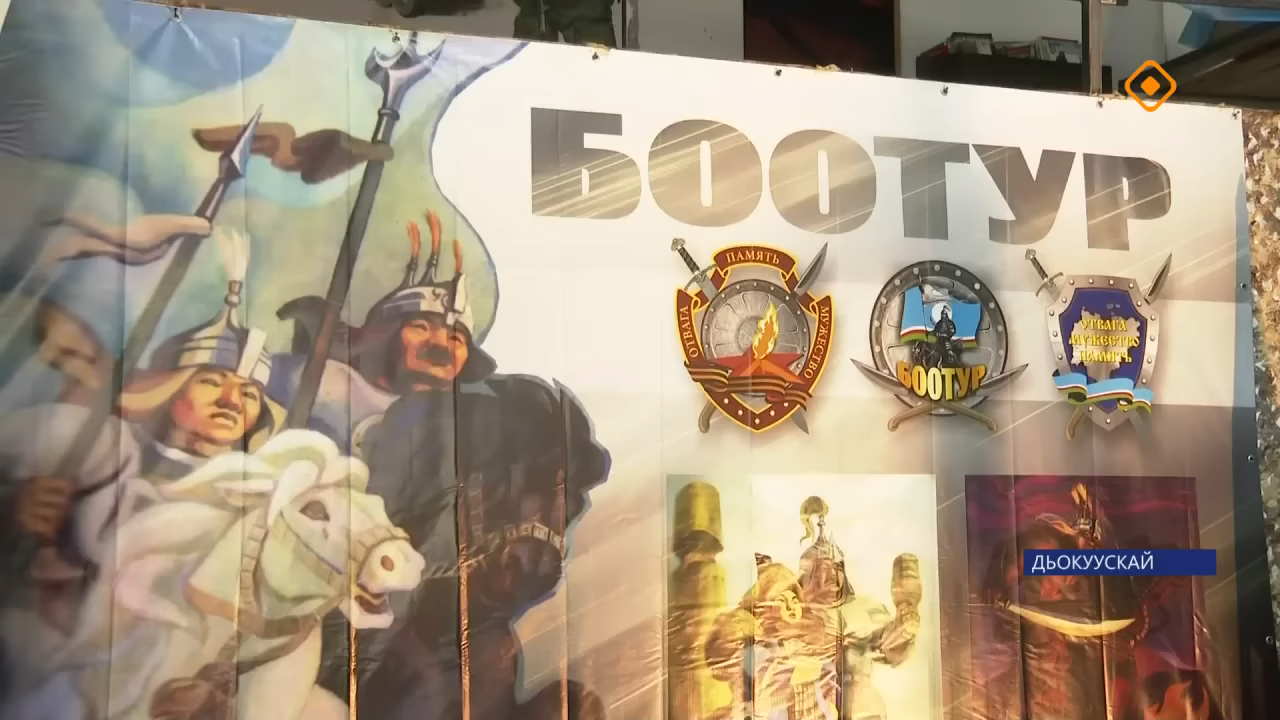 БООТУР
ПАМЯТЬ
ОТВАГА
МУЖЕСТВО
БООТУР
ОТВАГА
МУЖЕСТВО
ПАМЯТЬ
ДЬОКУУСКАЙ